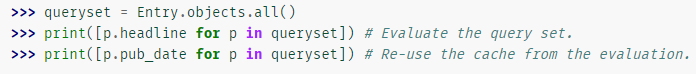 >>> queryset = Entry.objects.all()
>>> print([p.headline for p in queryset]) # Evaluate the query set.
>>> print([p.pub_date for p in queryset]) # Re-use the cache from the evaluation.